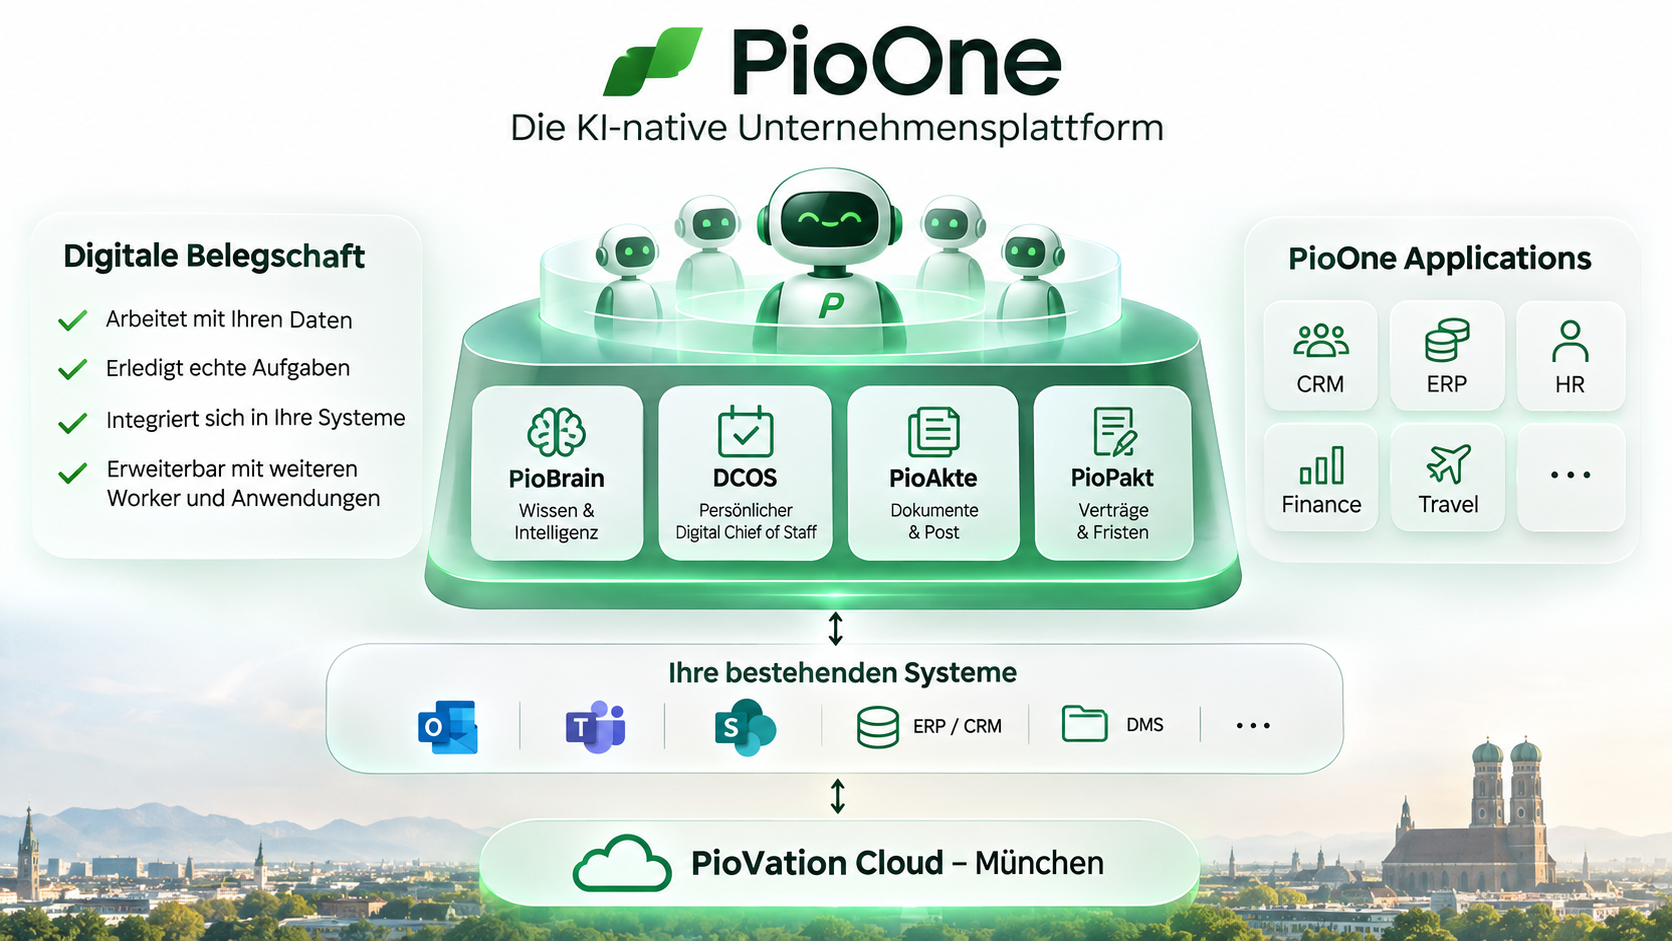 PioOne
Die KI-native Unternehmensplattform
Digitale Belegschaft
Arbeitet mit Ihren Daten
Erledigt echte Aufgaben
Integriert sich in Ihre Systeme
Erweiterbar mit weiteren
Worker und Anwendungen
P
PioBrain
Wissen &
Intelligenz
DCOS
Persönlicher
Digital Chief of Staff
PioAkte
Dokumente
& Post
PioPakt
Verträge
& Fristen
PioOne Applications
CRM
ERP
HR
Finance
Travel
...
Ihre bestehenden Systeme
O
T
S
ERP / CRM
DMS
...
PioVation Cloud – München